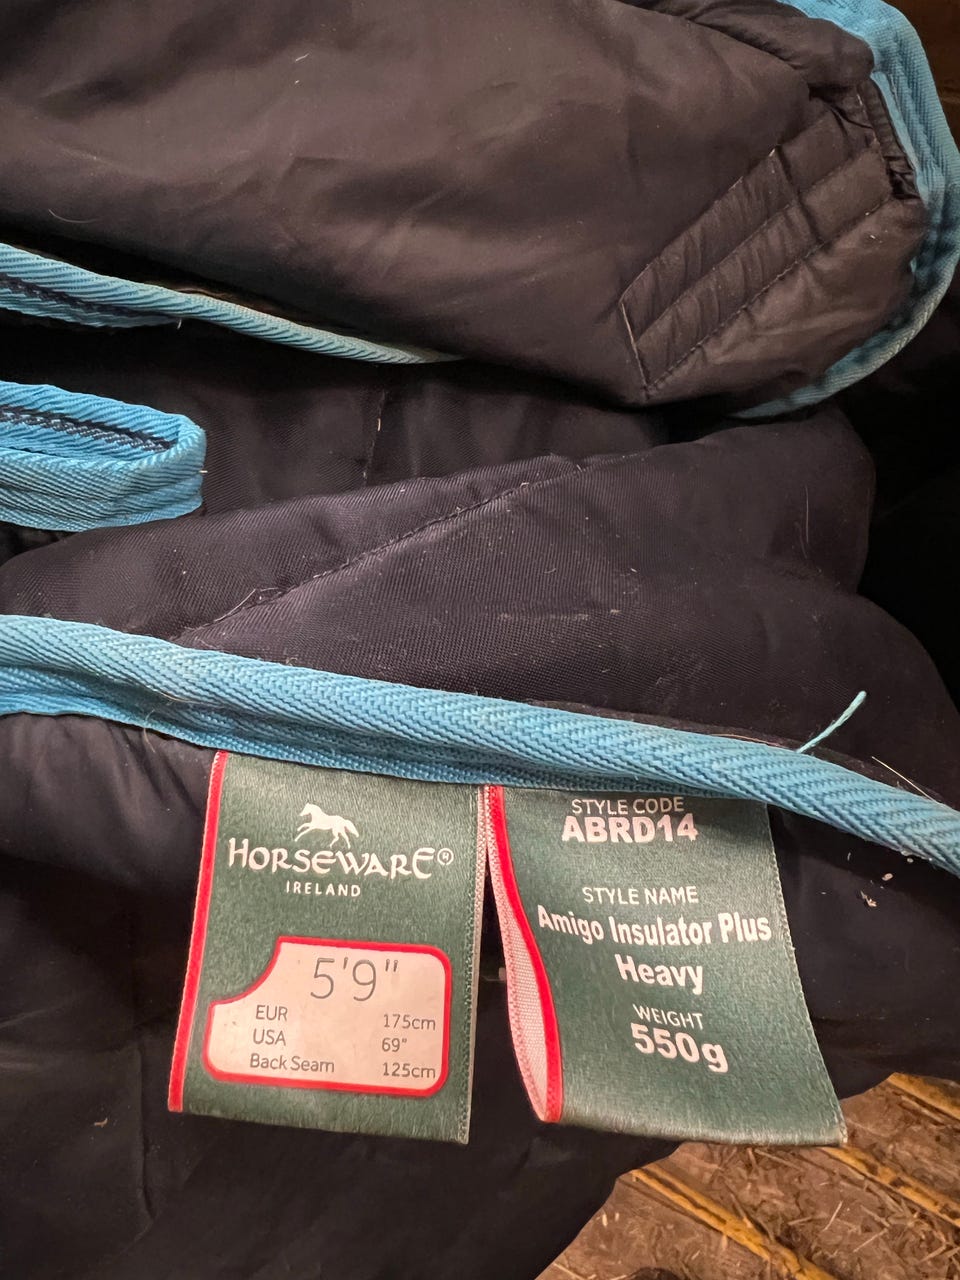 HORSEWARE®
IRELAND
5'9"
EUR 175cm
USA 69"
Back Seam 125cm
STYLE CODE
ABRD14
STYLE NAME
Amigo Insulator Plus
Heavy
WEIGHT
550g